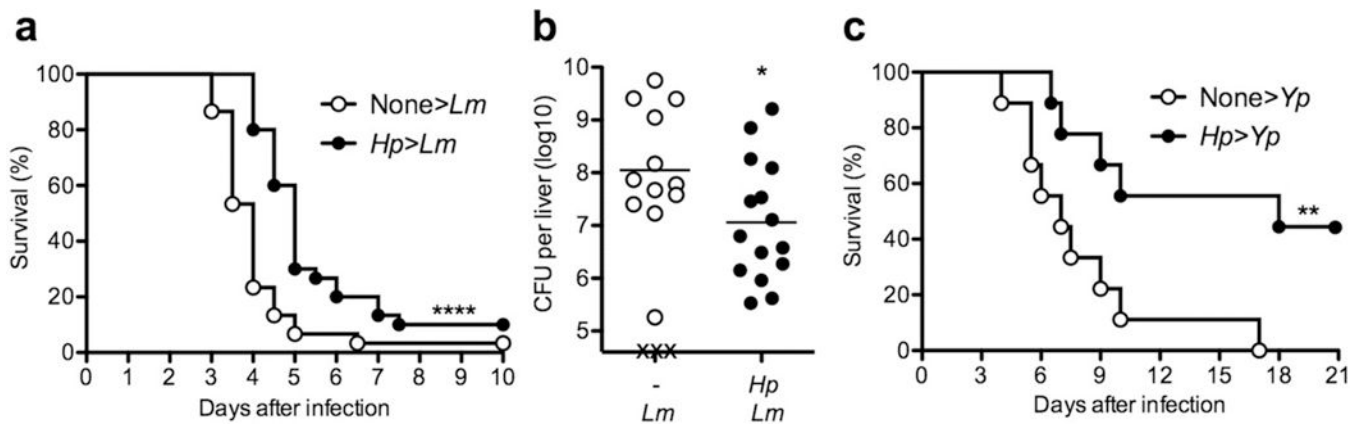 a
100
80
60
40
20
0
Survival (%)
None>Lm
Hp>Lm
****
0 1 2 3 4 5 6 7 8 9 10
Days after infection
b
10
9
8
7
6
5
CFU per liver (log10)
*
XXX
- Hp
Lm Lm
c
100
80
60
40
20
0
Survival (%)
None>Yp
Hp>Yp
**
0 3 6 9 12 15 18 21
Days after infection